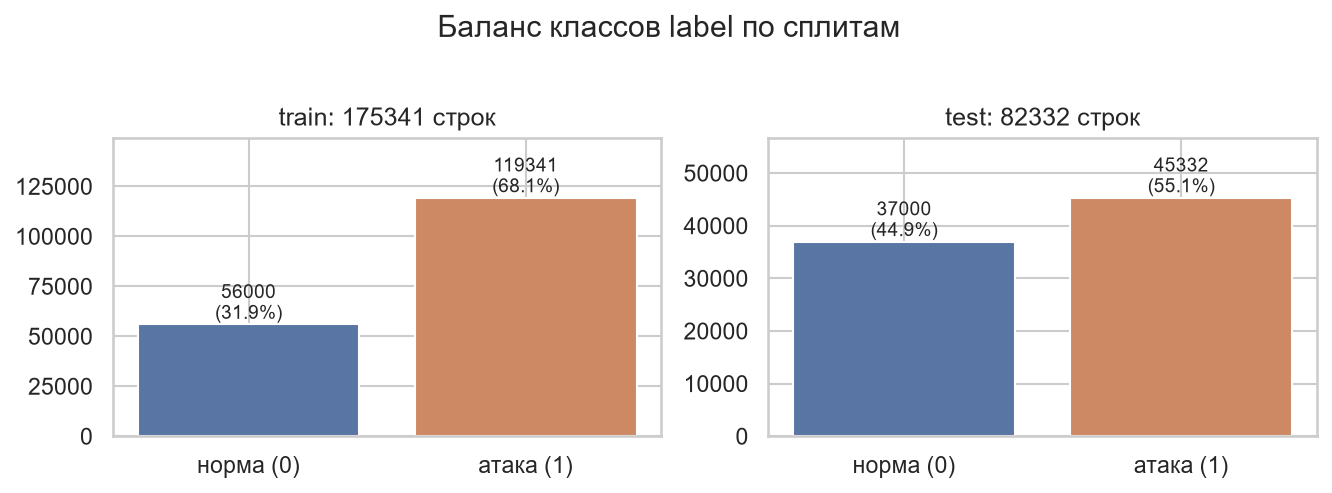 Баланс классов label по сплитам
train: 175341 строк
125000
100000
75000
50000
25000
0
119341
(68.1%)
56000
(31.9%)
норма (0)
атака (1)
test: 82332 строк
50000
40000
30000
20000
10000
0
45332
(55.1%)
37000
(44.9%)
норма (0)
атака (1)